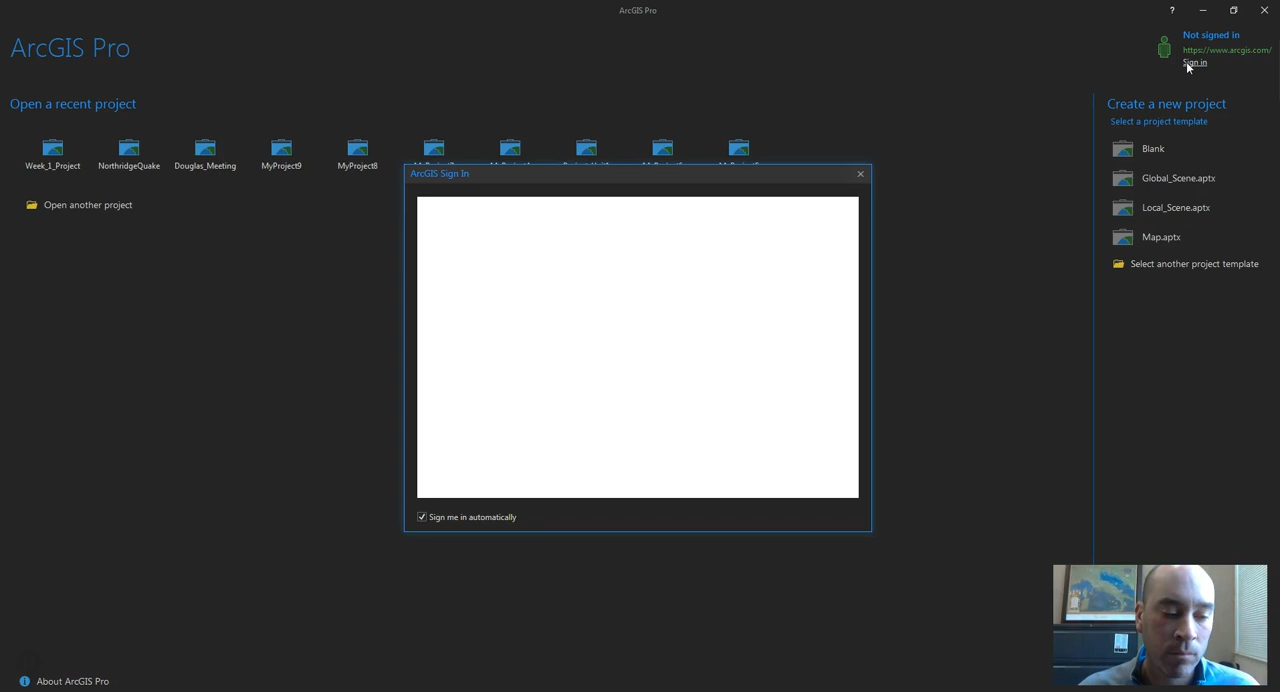 ArcGIS Pro
?
ArcGIS Pro
Not signed in
https://www.arcgis.com/
Sign in
Open a recent project
Create a new project
Select a project template
Week_1_Project
NorthridgeQuake
Douglas_Meeting
MyProject9
MyProject8
Blank
Global_Scene.aptx
Local_Scene.aptx
Map.aptx
Select another project template
Open another project
ArcGIS Sign In
Sign me in automatically
About ArcGIS Pro